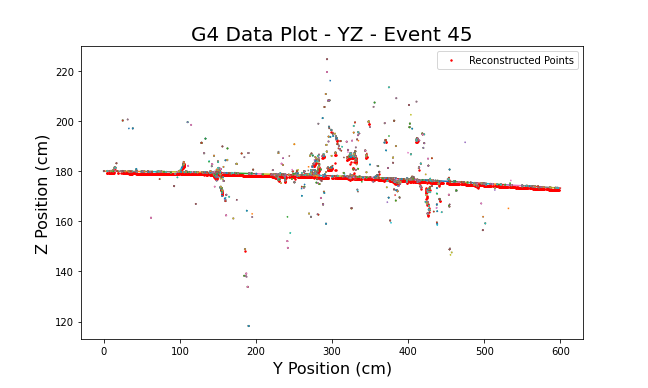 G4 Data Plot - YZ - Event 45
Reconstructed Points
220
200
180
160
140
120
Z Position (cm)
0 100 200 300 400 500 600
Y Position (cm)